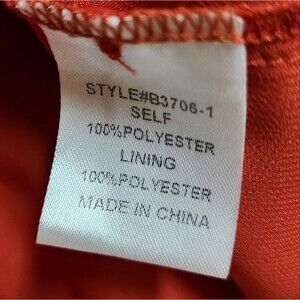 STYLE#B3706-1
SELF
100%POLYESTER
LINING
100%POLYESTER
MADE IN CHINA